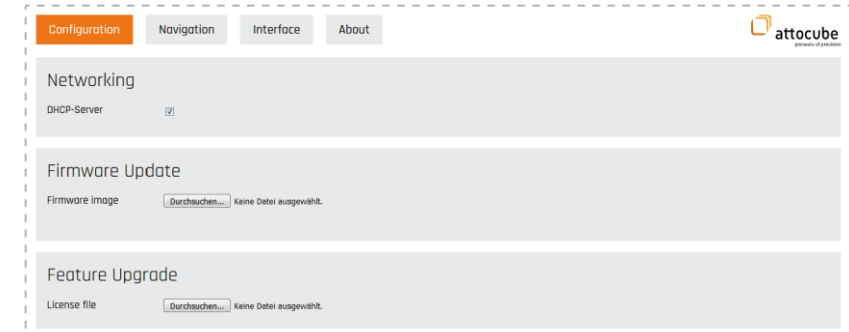 Configuration Navigation Interface About
attocube
pioneers of precision
Networking
DHCP-Server
Firmware Update
Firmware image Durchsuchen... Keine Datei ausgewählt.
Feature Upgrade
License file Durchsuchen... Keine Datei ausgewählt.